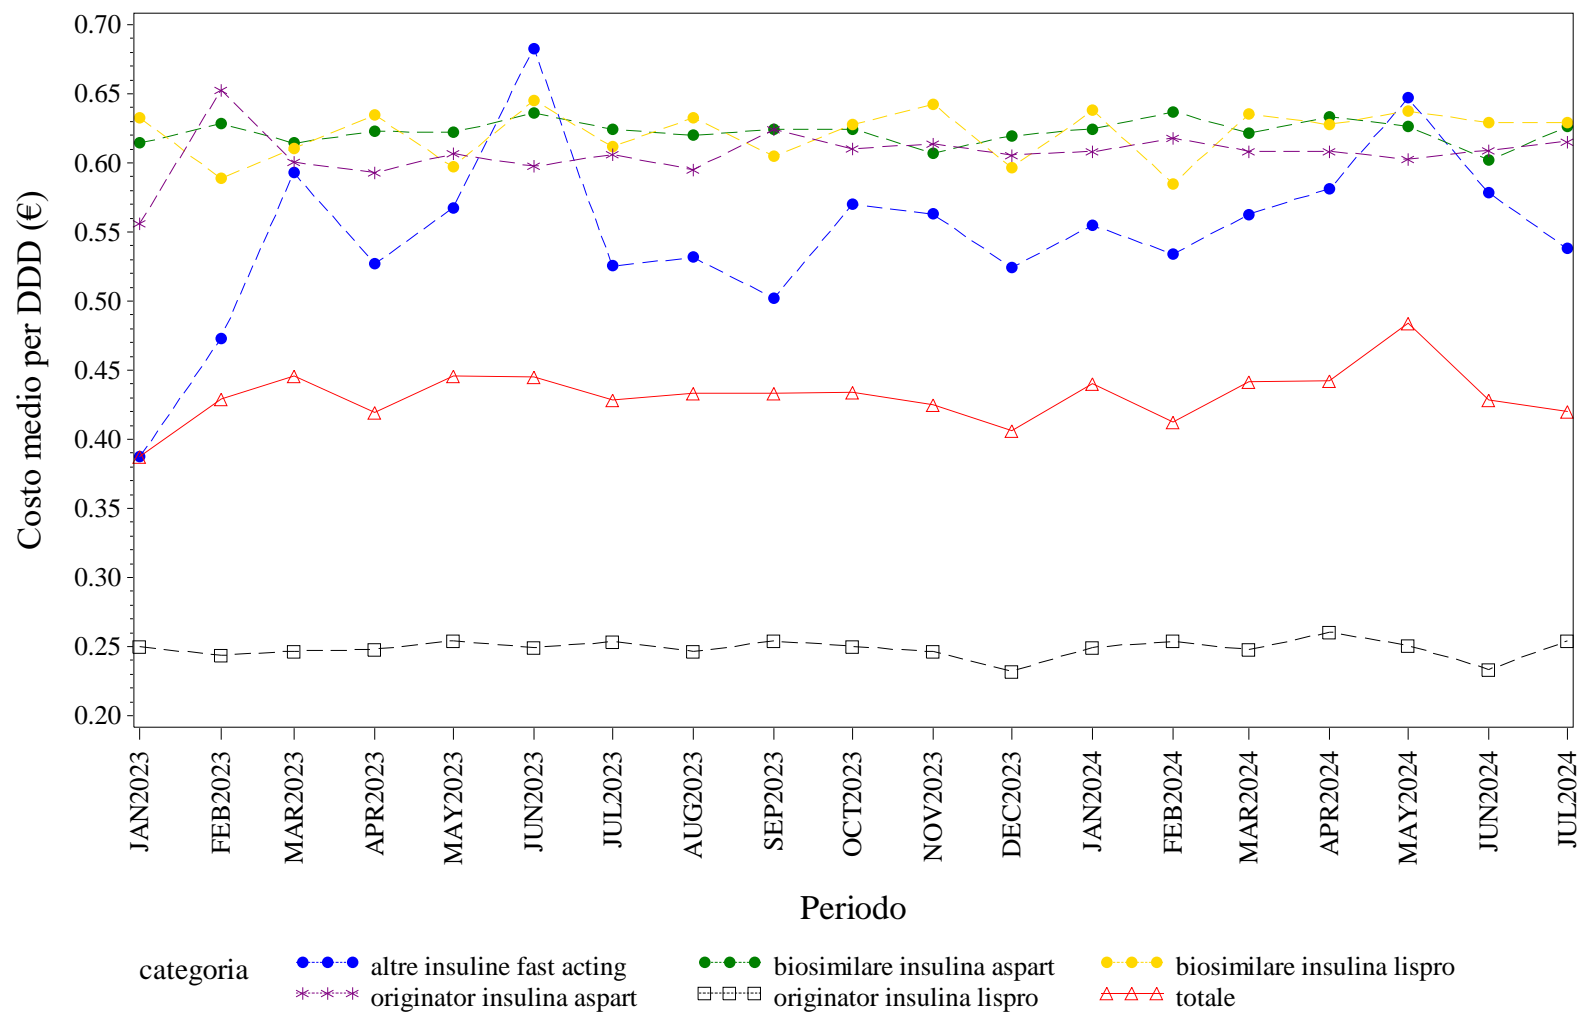 Costo medio per DDD (€)
0.70
0.65
0.60
0.55
0.50
0.45
0.40
0.35
0.30
0.25
0.20
JAN2023
FEB2023
MAR2023
APR2023
MAY2023
JUN2023
JUL2023
AUG2023
SEP2023
OCT2023
NOV2023
DEC2023
JAN2024
FEB2024
MAR2024
APR2024
MAY2024
JUN2024
JUL2024
Periodo
categoria altre insuline fast acting biosimilare insulina aspart biosimilare insulina lispro
originator insulina aspart originator insulina lispro totale